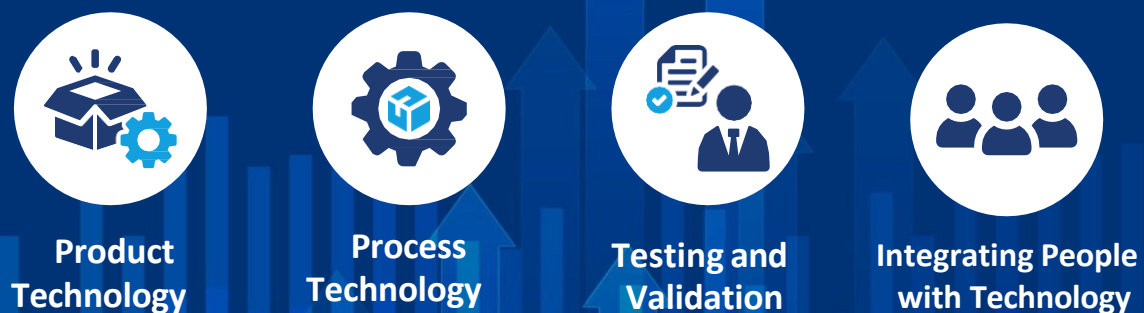 Product
Technology
Process
Technology
Testing and
Validation
Integrating People
with Technology